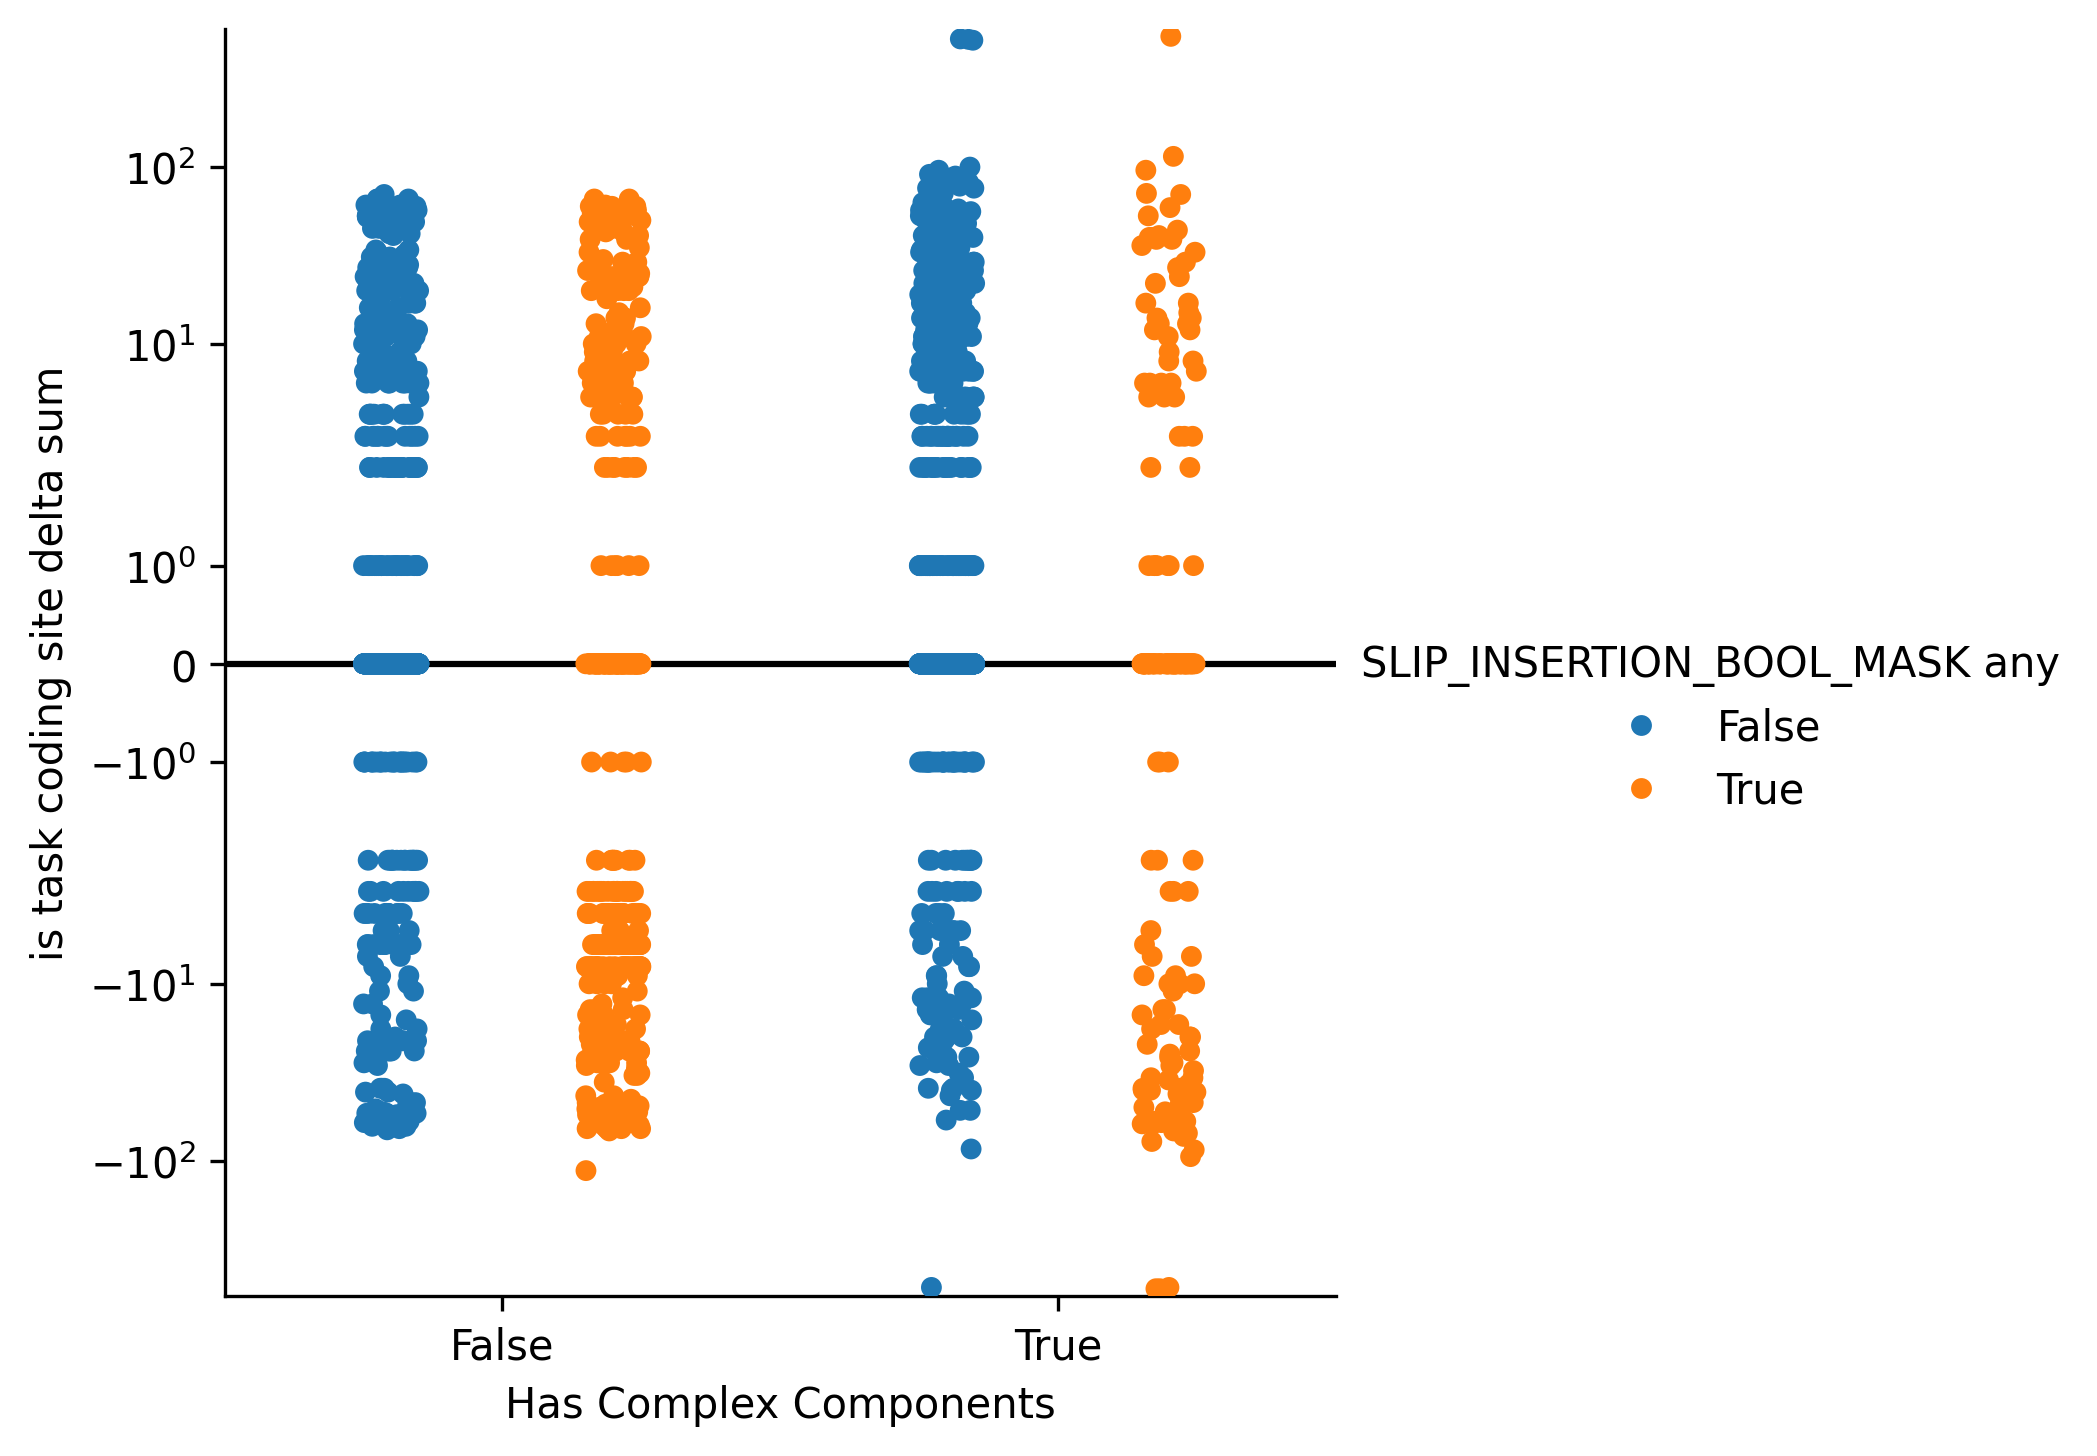 10²
10¹
10⁰
0
−10⁰
−10¹
−10²
is task coding site delta sum
False
True
Has Complex Components
SLIP_INSERTION_BOOL_MASK any
False
True